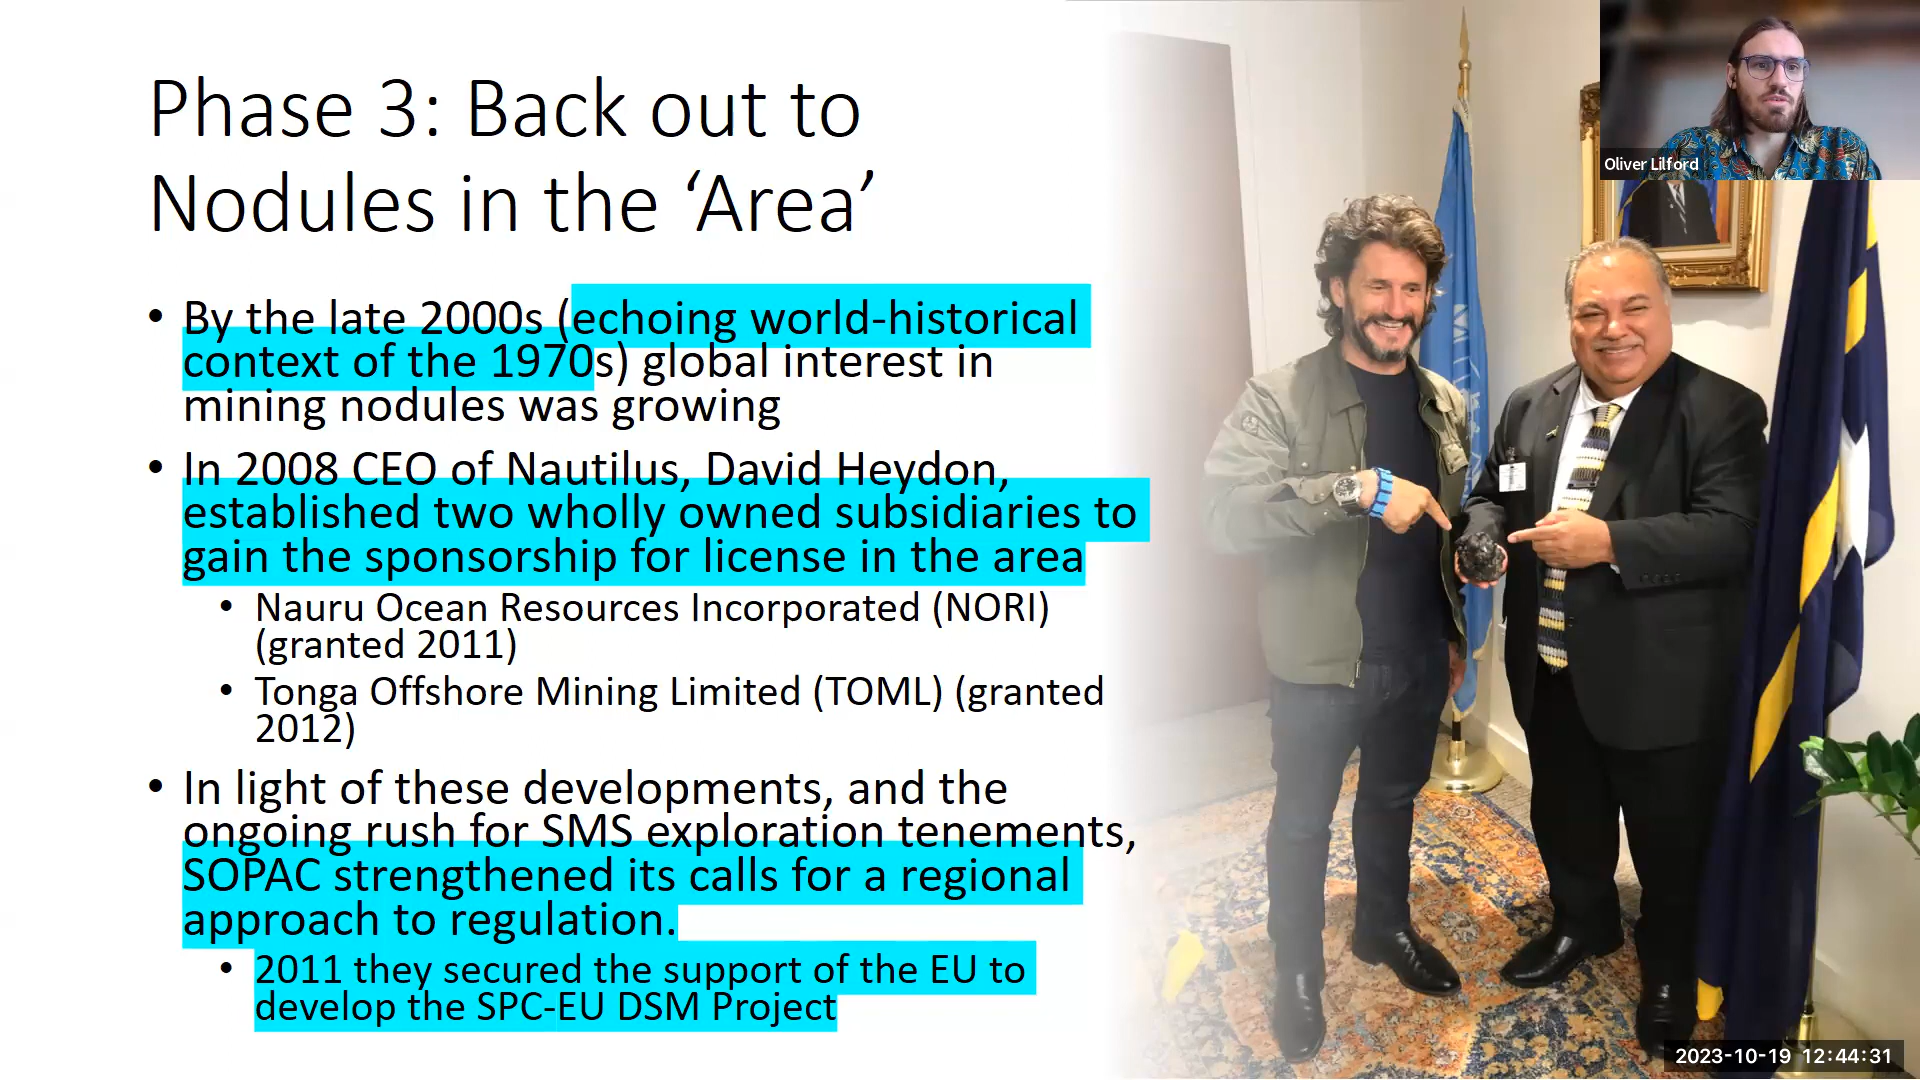 Phase 3: Back out to
Nodules in the ‘Area’
• By the late 2000s (echoing world-historical
context of the 1970s) global interest in
mining nodules was growing
• In 2008 CEO of Nautilus, David Heydon,
established two wholly owned subsidiaries to
gain the sponsorship for license in the area
• Nauru Ocean Resources Incorporated (NORI)
(granted 2011)
• Tonga Offshore Mining Limited (TOML) (granted
2012)
• In light of these developments, and the
ongoing rush for SMS exploration tenements,
SOPAC strengthened its calls for a regional
approach to regulation.
• 2011 they secured the support of the EU to
develop the SPC-EU DSM Project
Oliver Lilford
2023-10-19 12:44:31